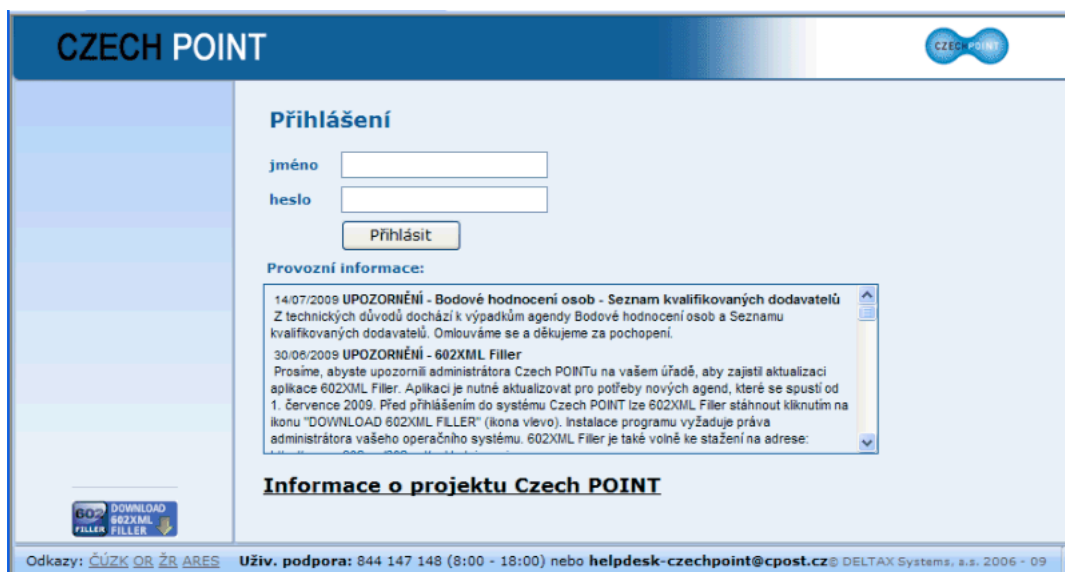 CZECH POINT
CZECHPOINT
Přihlášení
jméno
heslo
Přihlásit
Provozní informace:
14/07/2009 UPOZORNĚNÍ - Bodové hodnocení osob - Seznam kvalifikovaných dodavatelů
Z technických důvodů dochází k výpadkům agendy Bodové hodnocení osob a Seznamu
kvalifikovaných dodavatelů. Omlouváme se a děkujeme za pochopení.
30/06/2009 UPOZORNĚNÍ - 602XML Filler
Prosíme, abyste upozornili administrátora Czech POINTu na vašem úřadě, aby zajistil aktualizaci
aplikace 602XML Filler. Aplikaci je nutné aktualizovat pro potřeby nových agend, které se spustí od
1. července 2009. Před přihlášením do systému Czech POINT lze 602XML Filler stáhnout kliknutím na
ikonu "DOWNLOAD 602XML FILLER" (ikona vlevo). Instalace programu vyžaduje práva
administrátora vašeho operačního systému. 602XML Filler je také volně ke stažení na adrese:
Informace o projektu Czech POINT
602 FILLER
DOWNLOAD
602XML
FILLER
Odkazy: ČÚZK OR ŽR ARES Uživ. podpora: 844 147 148 (8:00 - 18:00) nebo helpdesk-czechpoint@cpost.cz © DELTAX Systems, a.s. 2006 - 09